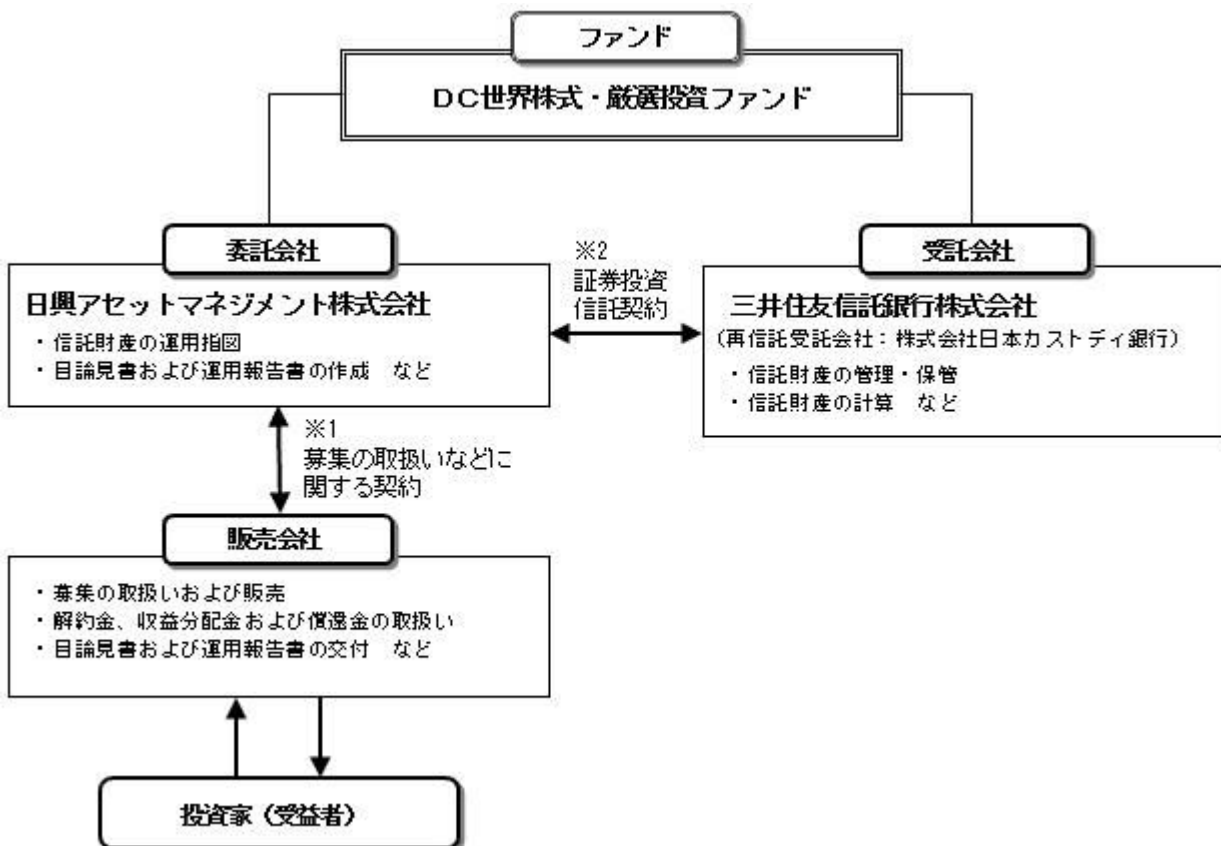 ファンド
DC世界株式・厳選投資ファンド
委託会社
日興アセットマネジメント株式会社
・信託財産の運用指図
・目論見書および運用報告書の作成　など
※2
証券投資
信託契約
受託会社
三井住友信託銀行株式会社
(再信託受託会社：株式会社日本カストディ銀行)
・信託財産の管理・保管
・信託財産の計算　など
※1
募集の取扱いなどに
関する契約
販売会社
・募集の取扱いおよび販売
・解約金、収益分配金および償還金の取扱い
・目論見書および運用報告書の交付　など
投資家（受益者）